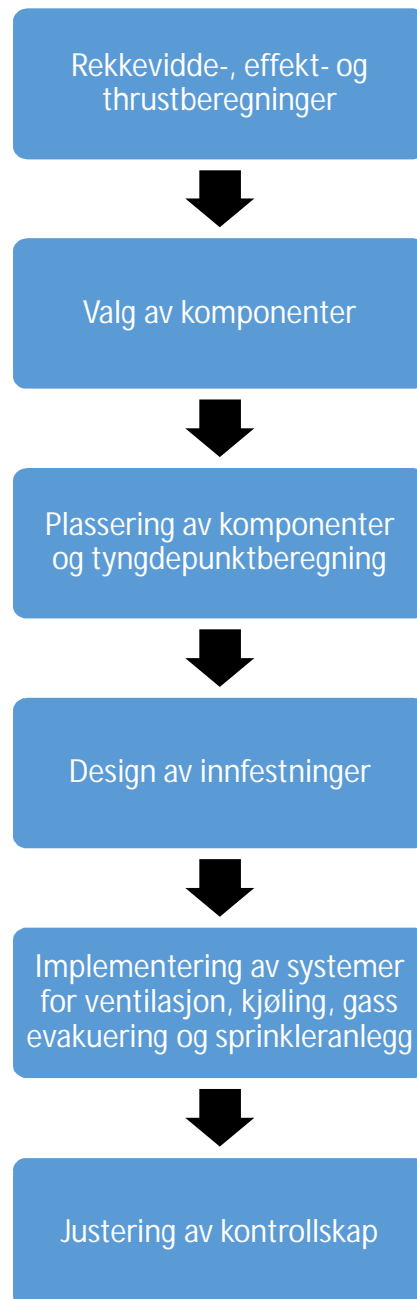 Rekkevidde-, effekt- og
thrustberegninger
Valg av komponenter
Plassering av komponenter
og tyngdepunktberegning
Design av innfestninger
Implementering av systemer
for ventilasjon, kjøling, gass
evakuering og sprinkleranlegg
Justering av kontrollskap